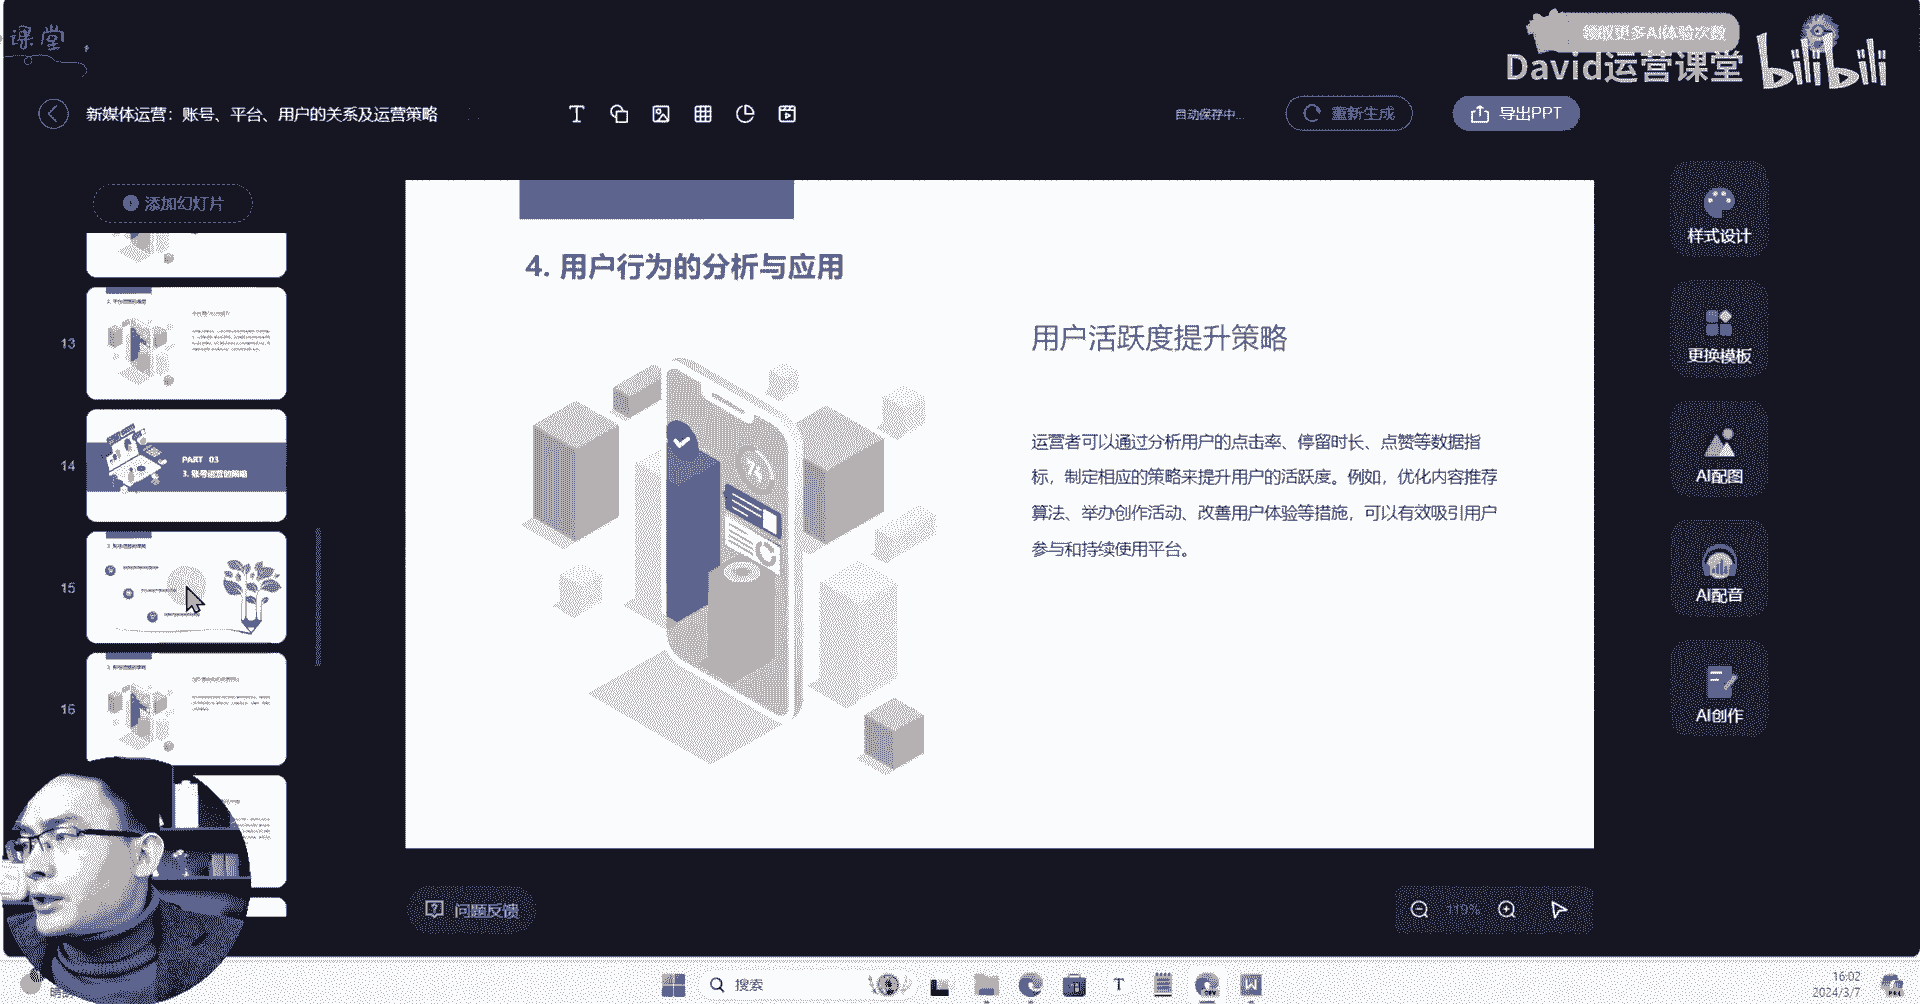 课堂
领取更多AI体验次数
David运营课堂
bilibili
新媒体运营：账号、平台、用户的关系及运营策略
自动保存中...
重新生成
导出PPT
添加幻灯片
13
14
PART 03
3. 账号运营的策略
15
16
4. 用户行为的分析与应用
用户活跃度提升策略
运营者可以通过分析用户的点击率、停留时长、点赞等数据指
标，制定相应的策略来提升用户的活跃度。例如，优化内容推荐
算法、举办创作活动、改善用户体验等措施，可以有效吸引用户
参与和持续使用平台。
样式设计
更换模板
AI配图
AI配音
AI创作
问题反馈
119%
搜索
16:02
2024/3/7